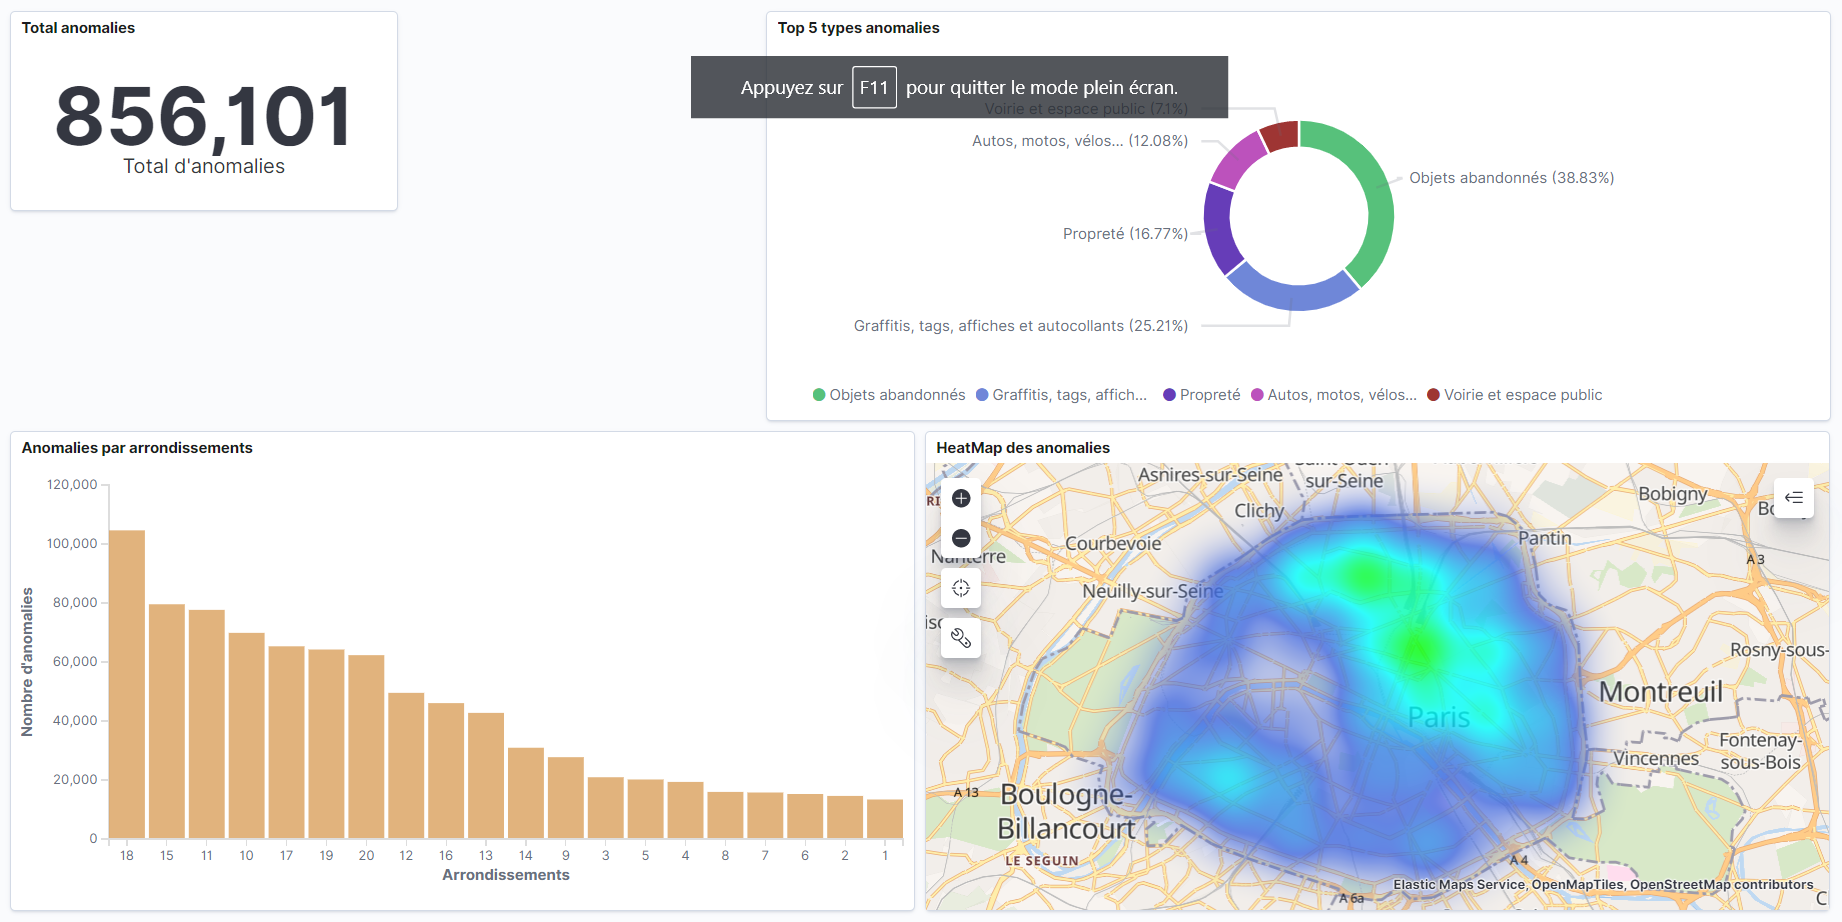 Total anomalies
856,101
Total d'anomalies
Top 5 types anomalies
Appuyez sur F11 pour quitter le mode plein écran.
Voirie et espace public (7.1%)
Autos, motos, vélos... (12.08%)
Objets abandonnés (38.83%)
Propreté (16.77%)
Graffitis, tags, affiches et autocollants (25.21%)
Objets abandonnés Graffitis, tags, affich... Propreté Autos, motos, vélos... Voirie et espace public
Anomalies par arrondissements
120,000
100,000
80,000
60,000
40,000
20,000
0
Nombre d'anomalies
18 15 11 10 17 19 20 12 16 13 14 9 3 5 4 8 7 6 2 1
Arrondissements
HeatMap des anomalies
Asnires-sur-Seine
sur-Seine
Bobigny
Clichy
Pantin
Courbevoie
Nanterre
A 3
Neuilly-sur-Seine
Rosny-sous-
Montreuil
Paris
Fontenay-
sous-Bois
Vincennes
A 13
Boulogne-
Billancourt
LE SEGUIN
A 4
Elastic Maps Service, OpenMapTiles, OpenStreetMap contributors
A 6a